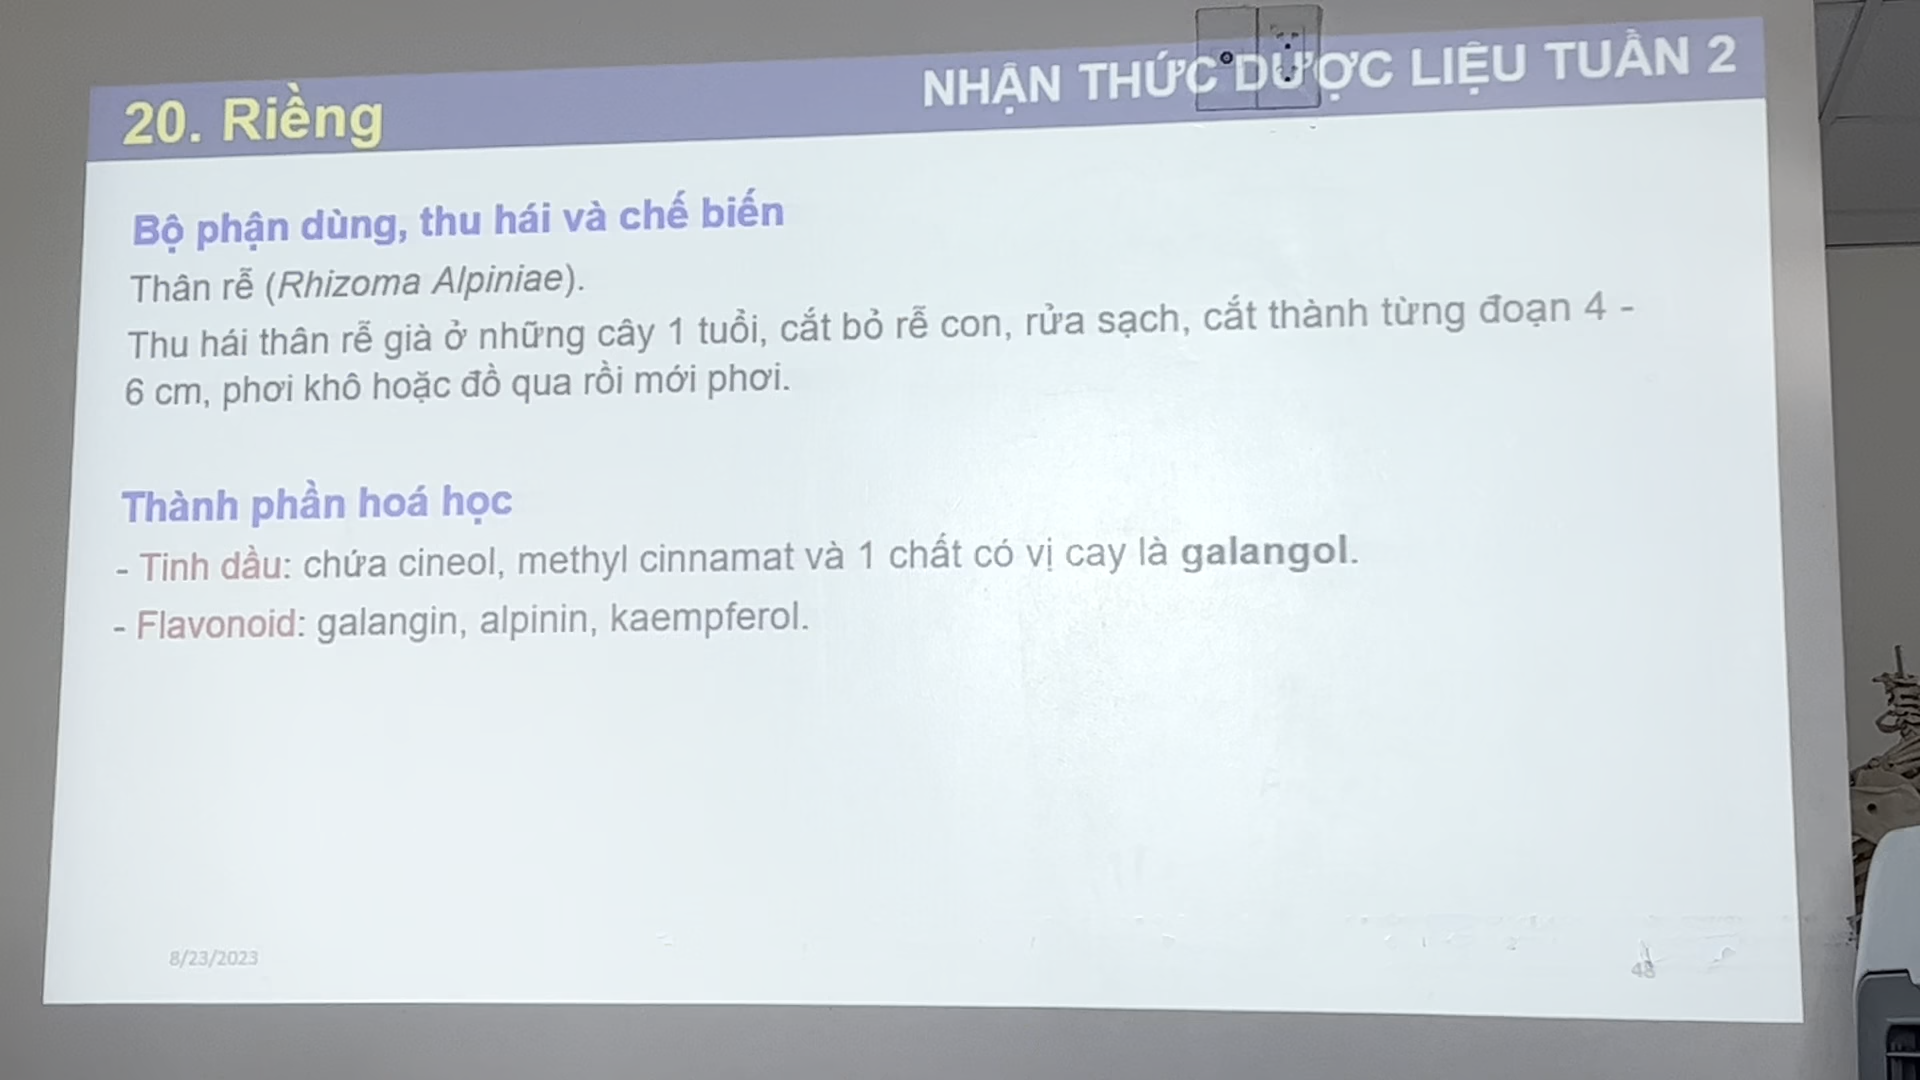 20. Riềng
NHẬN THỨC DƯỢC LIỆU TUẦN 2
Bộ phận dùng, thu hái và chế biến
Thân rễ (Rhizoma Alpiniae).
Thu hái thân rễ già ở những cây 1 tuổi, cắt bỏ rễ con, rửa sạch, cắt thành từng đoạn 4 -
6 cm, phơi khô hoặc đồ qua rồi mới phơi.
Thành phần hoá học
- Tinh dầu: chứa cineol, methyl cinnamat và 1 chất có vị cay là galangol.
- Flavonoid: galangin, alpinin, kaempferol.
8/23/2023
48